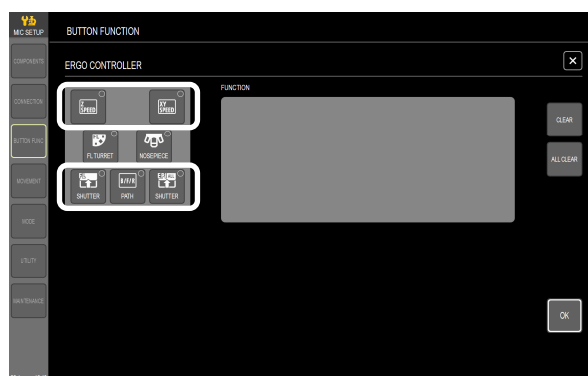 MIC SETUP
BUTTON FUNCTION
COMPONENTS
CONNECTION
BUTTON FUNC
MOVEMENT
MODE
UTILITY
MAINTENANCE
ERGO CONTROLLER
Z SPEED
XY SPEED
FL TURRET
NOSEPIECE
SHUTTER
B/F/R
PATH
SHUTTER
FUNCTION
CLEAR
ALL CLEAR
OK